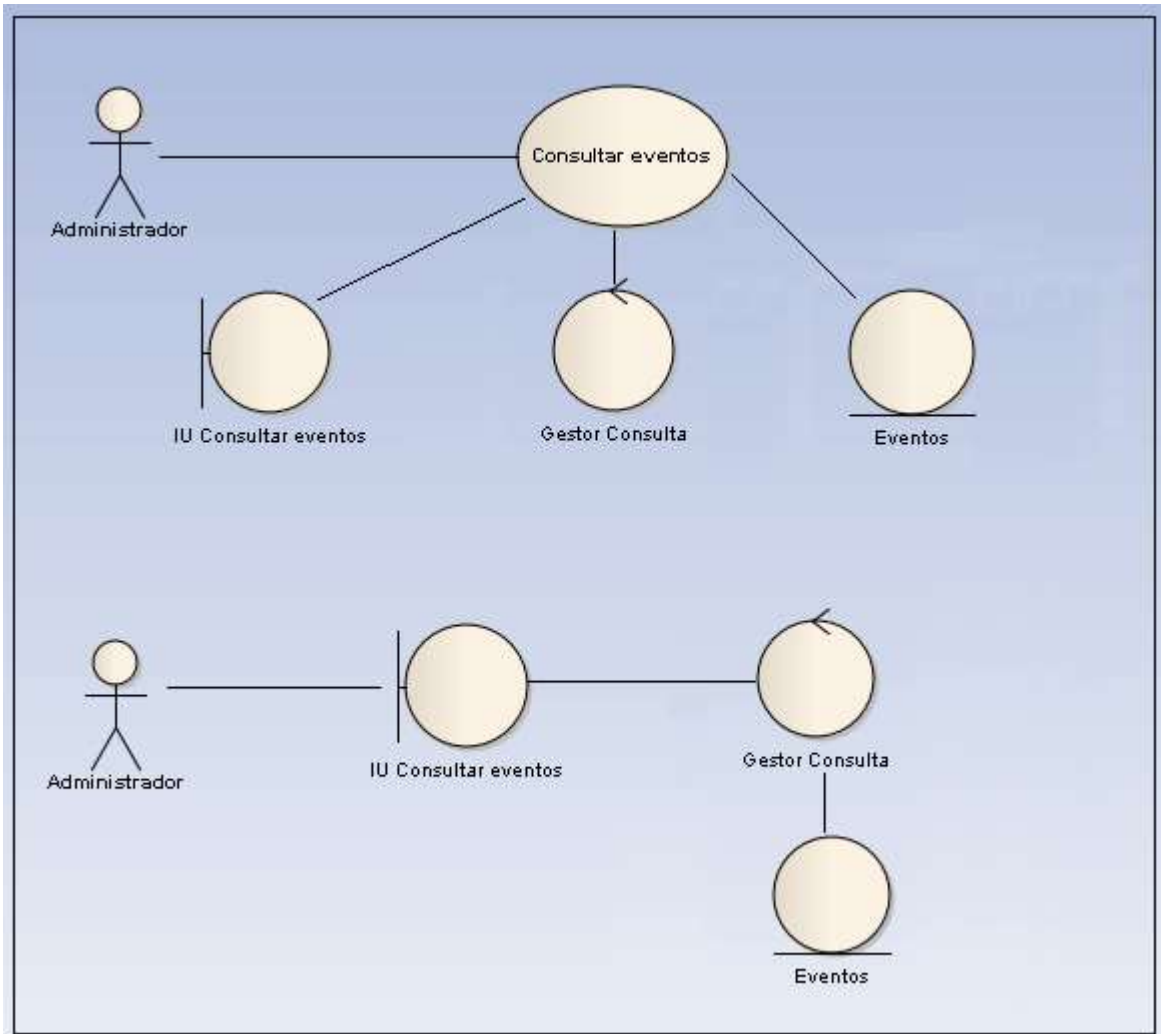 Consultar eventos
Administrador
IU Consultar eventos
Gestor Consulta
Eventos
Administrador
IU Consultar eventos
Gestor Consulta
Eventos